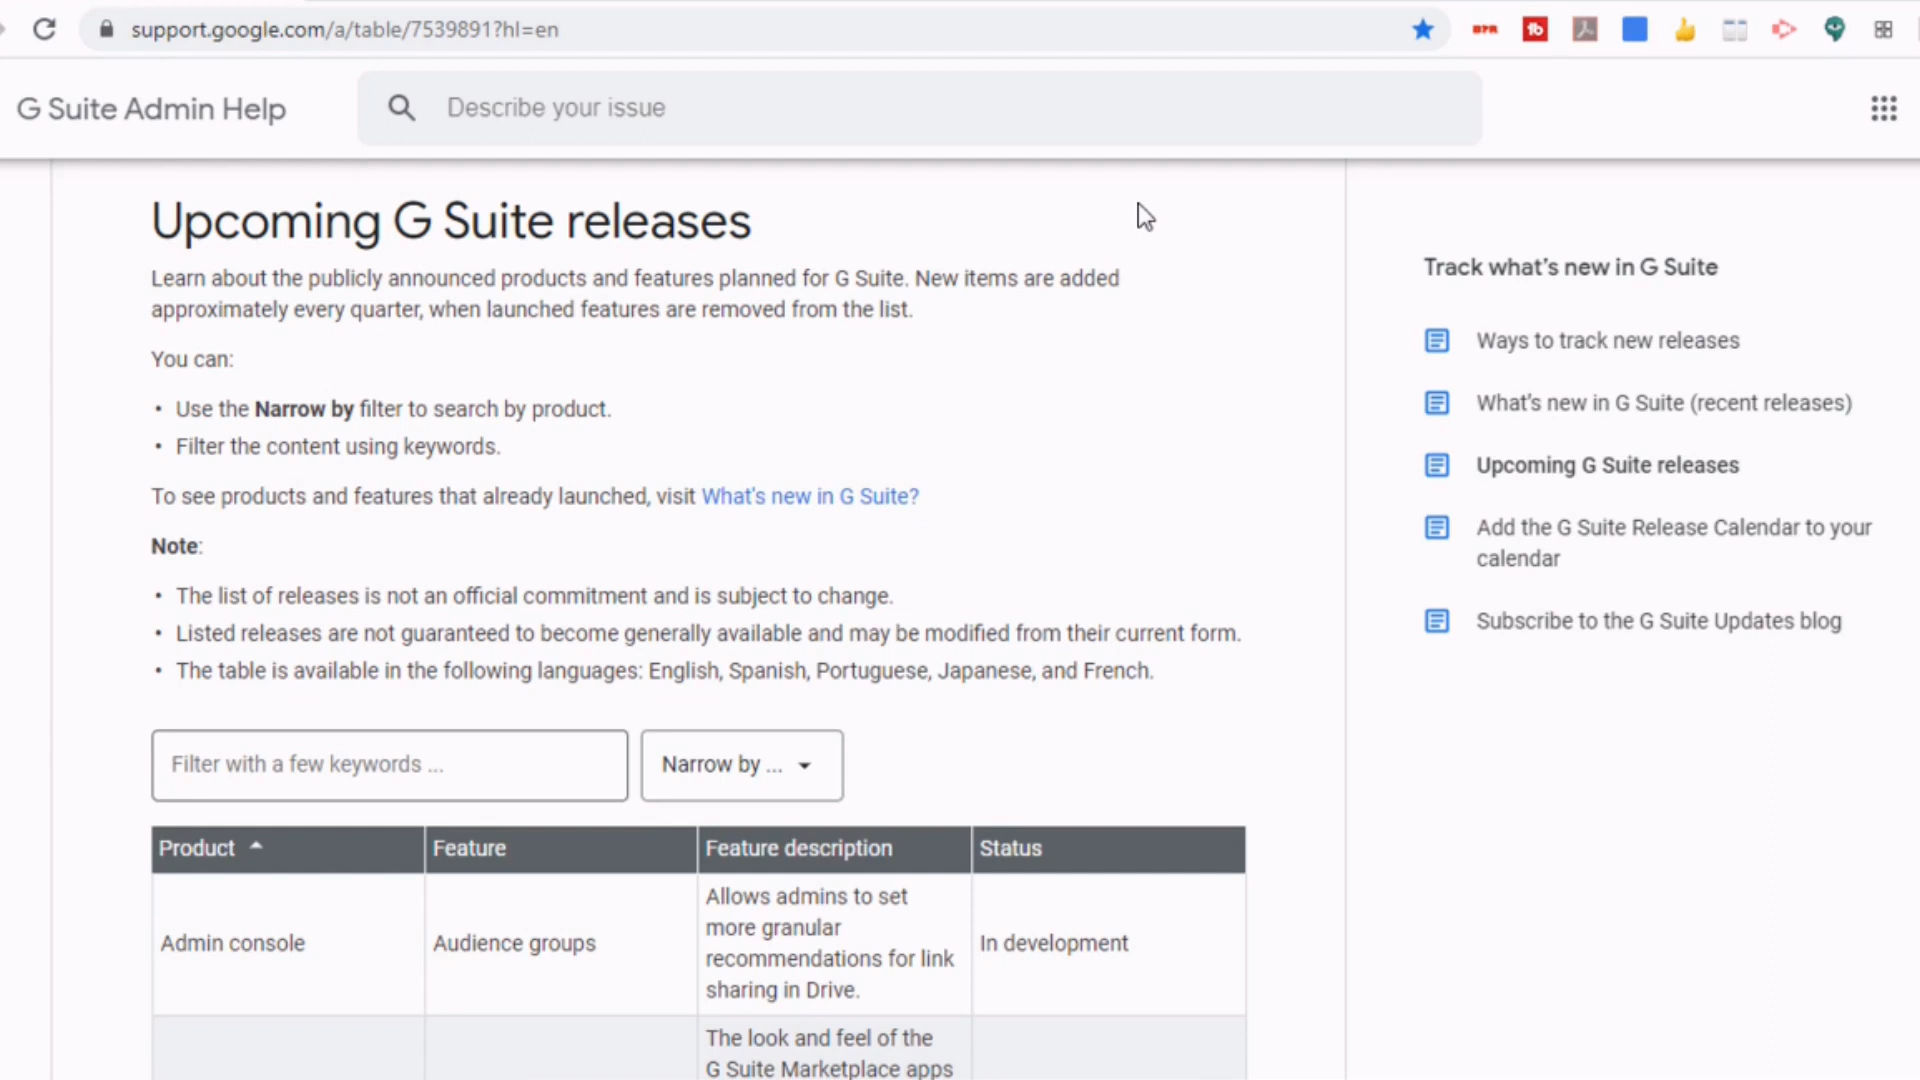 support.google.com/a/table/7539891?hl=en
G Suite Admin Help
Describe your issue
Upcoming G Suite releases
Learn about the publicly announced products and features planned for G Suite. New items are added
approximately every quarter, when launched features are removed from the list.
You can:
• Use the Narrow by filter to search by product.
• Filter the content using keywords.
To see products and features that already launched, visit What's new in G Suite?
Note:
• The list of releases is not an official commitment and is subject to change.
• Listed releases are not guaranteed to become generally available and may be modified from their current form.
• The table is available in the following languages: English, Spanish, Portuguese, Japanese, and French.
Filter with a few keywords ...
Narrow by ...
Product
Feature
Feature description
Status
Admin console
Audience groups
Allows admins to set
more granular
recommendations for link
sharing in Drive.
In development
The look and feel of the
G Suite Marketplace apps
Track what's new in G Suite
Ways to track new releases
What's new in G Suite (recent releases)
Upcoming G Suite releases
Add the G Suite Release Calendar to your
calendar
Subscribe to the G Suite Updates blog